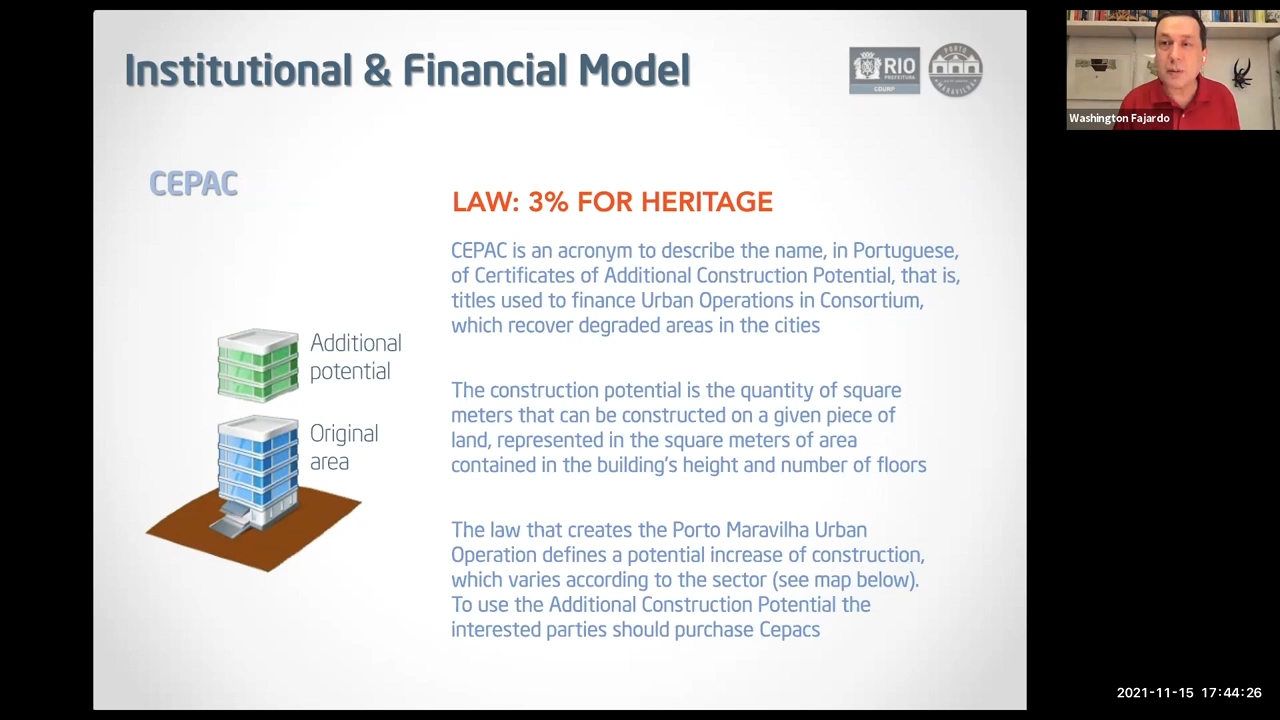 Institutional & Financial Model
RIO
PREFEITURA
CDURP
PORTO
MARAVILHA
Washington Fajardo
CEPAC
LAW: 3% FOR HERITAGE
CEPAC is an acronym to describe the name, in Portuguese,
of Certificates of Additional Construction Potential, that is,
titles used to finance Urban Operations in Consortium,
which recover degraded areas in the cities
Additional
potential
Original
area
The construction potential is the quantity of square
meters that can be constructed on a given piece of
land, represented in the square meters of area
contained in the building's height and number of floors
The law that creates the Porto Maravilha Urban
Operation defines a potential increase of construction,
which varies according to the sector (see map below).
To use the Additional Construction Potential the
interested parties should purchase Cepacs
2021-11-15 17:44:26